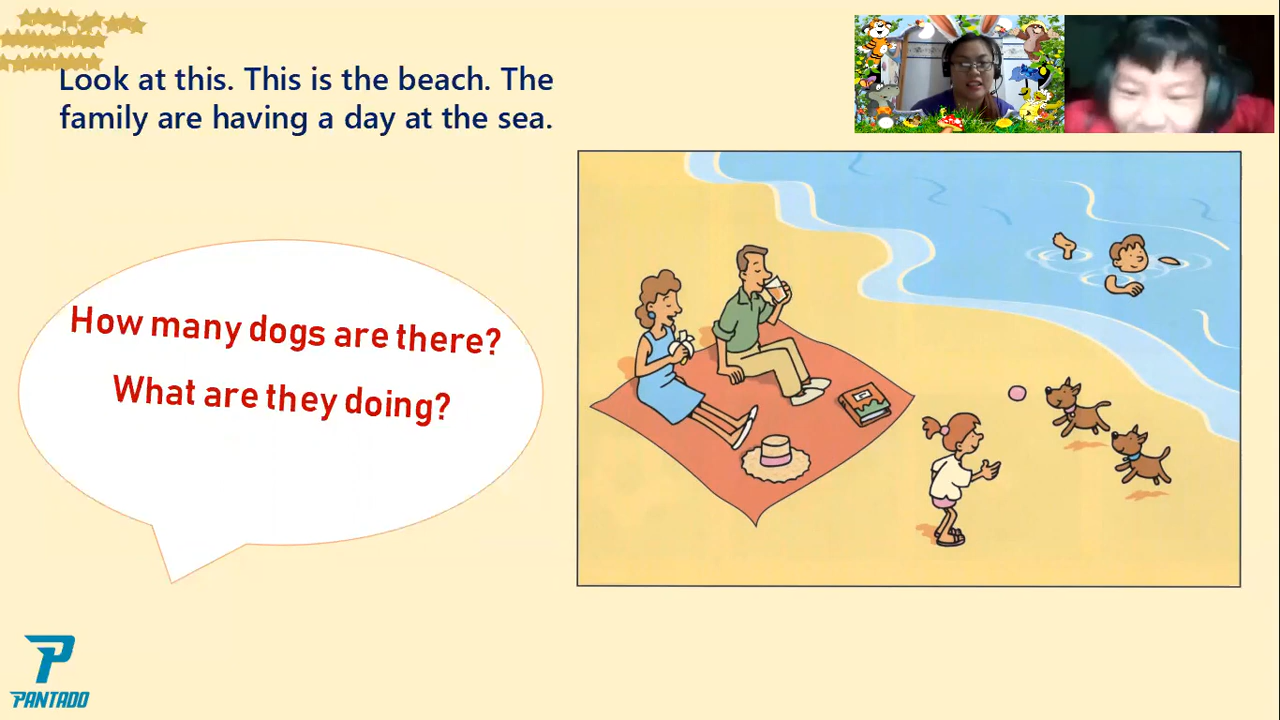 Look at this. This is the beach. The
family are having a day at the sea.
How many dogs are there?
What are they doing?
PANTADO